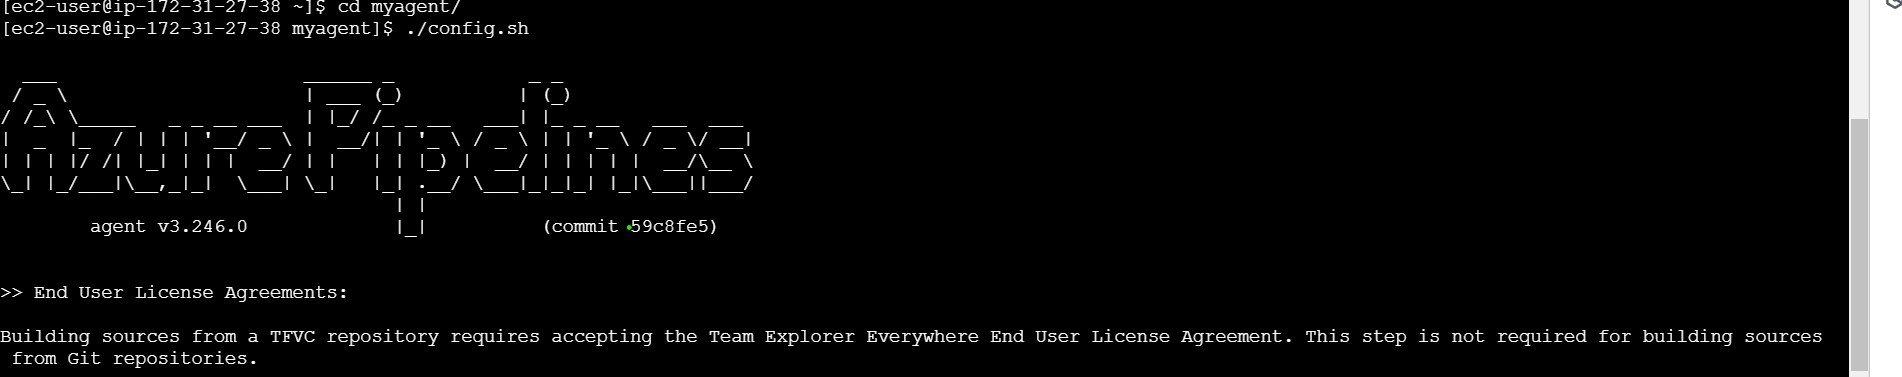 [ec2-user@ip-172-31-27-38 ~]$ cd myagent/
[ec2-user@ip-172-31-27-38 myagent]$ ./config.sh
AzurePipelines
agent v3.246.0 (commit 59c8fe5)
>> End User License Agreements:
Building sources from a TFVC repository requires accepting the Team Explorer Everywhere End User License Agreement. This step is not required for building sources
from Git repositories.